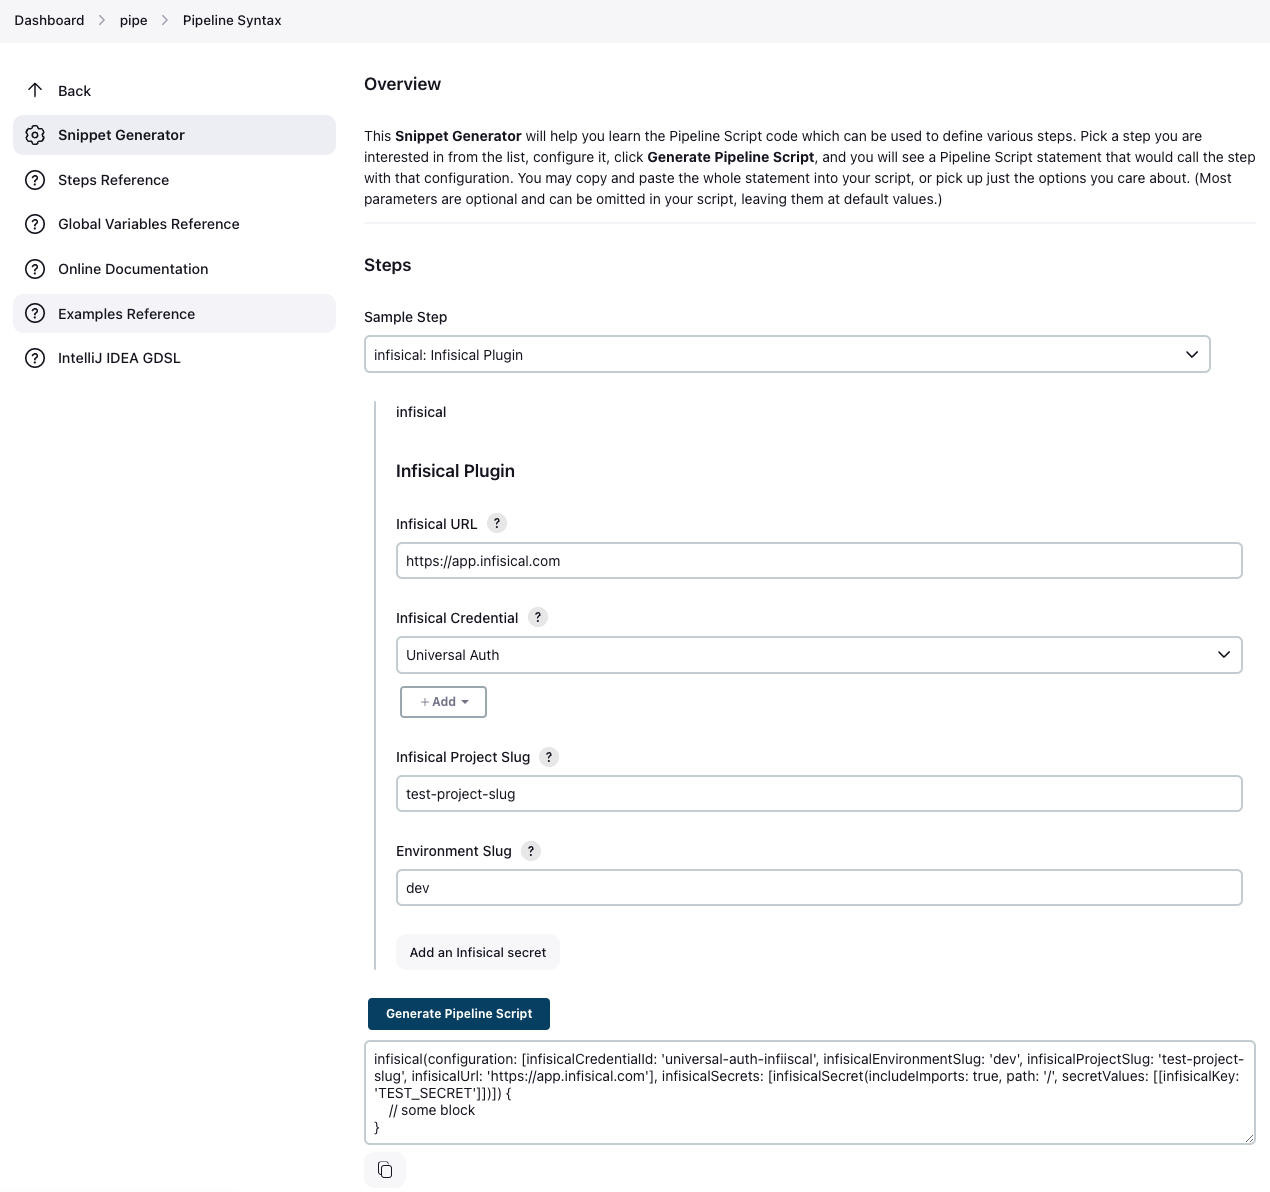 Dashboard > pipe > Pipeline Syntax
Back
Snippet Generator
Steps Reference
Global Variables Reference
Online Documentation
Examples Reference
IntelliJ IDEA GDSL
Overview
This Snippet Generator will help you learn the Pipeline Script code which can be used to define various steps. Pick a step you are
interested in from the list, configure it, click Generate Pipeline Script, and you will see a Pipeline Script statement that would call the step
with that configuration. You may copy and paste the whole statement into your script, or pick up just the options you care about. (Most
parameters are optional and can be omitted in your script, leaving them at default values.)
Steps
Sample Step
infisical: Infisical Plugin
infisical
Infisical Plugin
Infisical URL ?
https://app.infisical.com
Infisical Credential ?
Universal Auth
+ Add
Infisical Project Slug ?
test-project-slug
Environment Slug ?
dev
Add an Infisical secret
Generate Pipeline Script
infisical(configuration: [infisicalCredentialId: 'universal-auth-infiiscal', infisicalEnvironmentSlug: 'dev', infisicalProjectSlug: 'test-project-
slug', infisicalUrl: 'https://app.infisical.com'], infisicalSecrets: [infisicalSecret(includeImports: true, path: '/', secretValues: [[infisicalKey:
'TEST_SECRET']])]) {
// some block
}